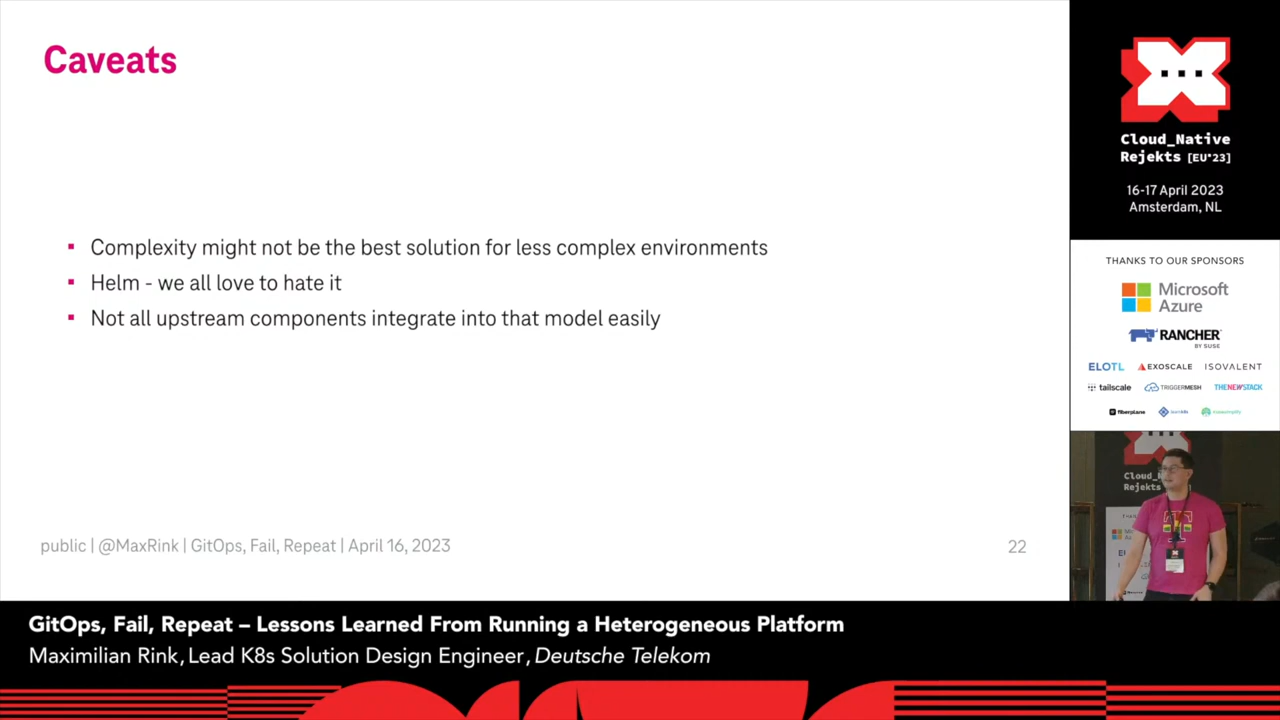 Caveats
Complexity might not be the best solution for less complex environments
Helm - we all love to hate it
Not all upstream components integrate into that model easily
public | @MaxRink | GitOps, Fail, Repeat | April 16, 2023
22
Cloud_Native
Rejekts [EU*23]
16-17 April 2023
Amsterdam, NL
THANKS TO OUR SPONSORS
Microsoft
Azure
RANCHER
BY SUSE
ELOTL
EXOSCALE
ISOVALENT
tailscale
TRIGGERMESH
THENEWSTACK
fiberplane
Cloud_N
Rejekts
GitOps, Fail, Repeat – Lessons Learned From Running a Heterogeneous Platform
Maximilian Rink, Lead K8s Solution Design Engineer, Deutsche Telekom